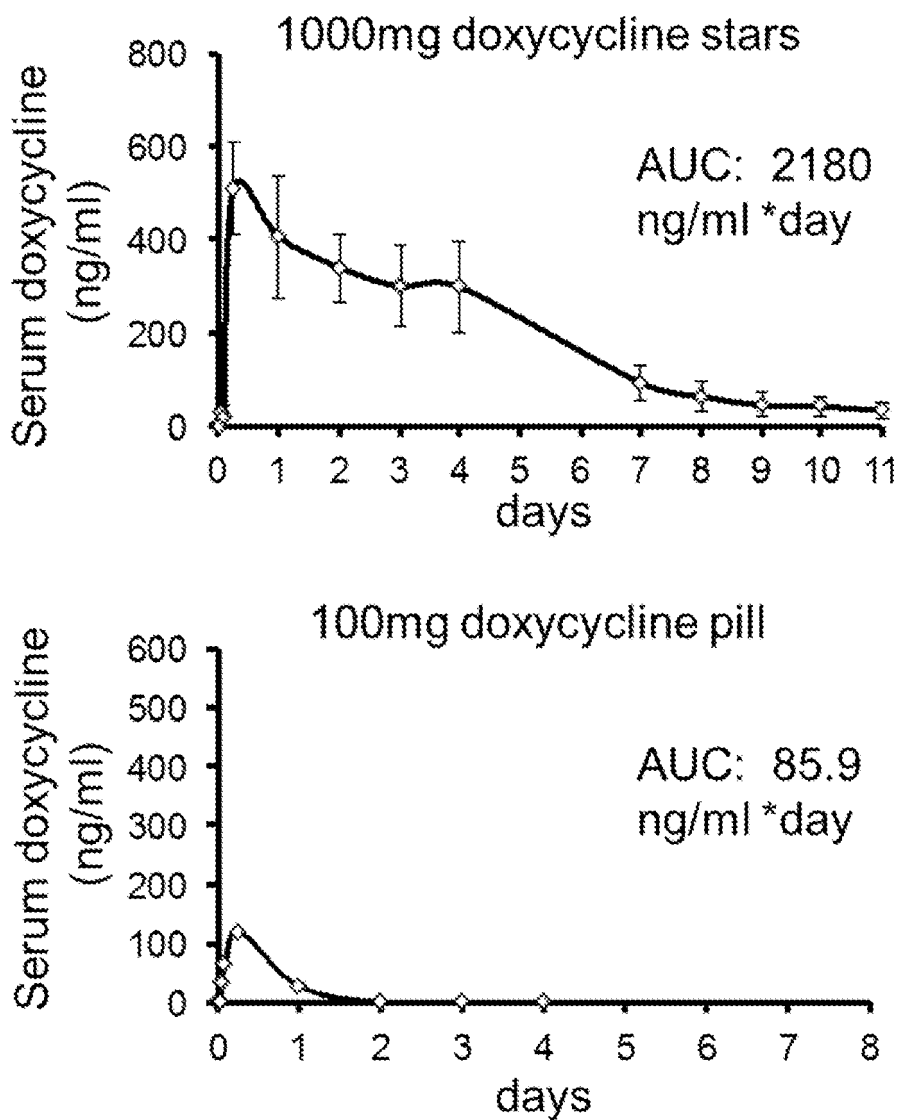 1000mg doxycycline stars
Serum doxycycline
(ng/ml)
800
600
400
200
0
AUC: 2180
ng/ml *day
0 1 2 3 4 5 6 7 8 9 10 11
days
100mg doxycycline pill
Serum doxycycline
(ng/ml)
600
500
400
300
200
100
0
AUC: 85.9
ng/ml *day
0 1 2 3 4 5 6 7 8
days